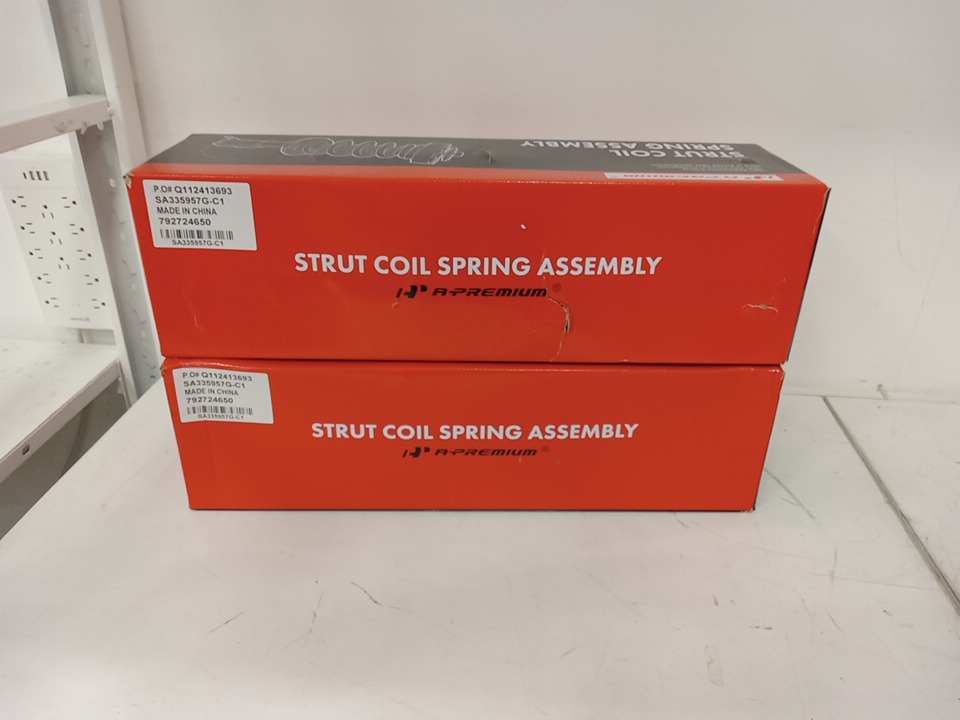 STRUT COIL
SPRING ASSEMBLY
A-PREMIUM
P.O# Q112413693
SA335957G-C1
MADE IN CHINA
792724650
SA335957G-C1
STRUT COIL SPRING ASSEMBLY
A-PREMIUM®
P.O# Q112413693
SA335957G-C1
MADE IN CHINA
792724650
SA335957G-C1
STRUT COIL SPRING ASSEMBLY
A-PREMIUM®